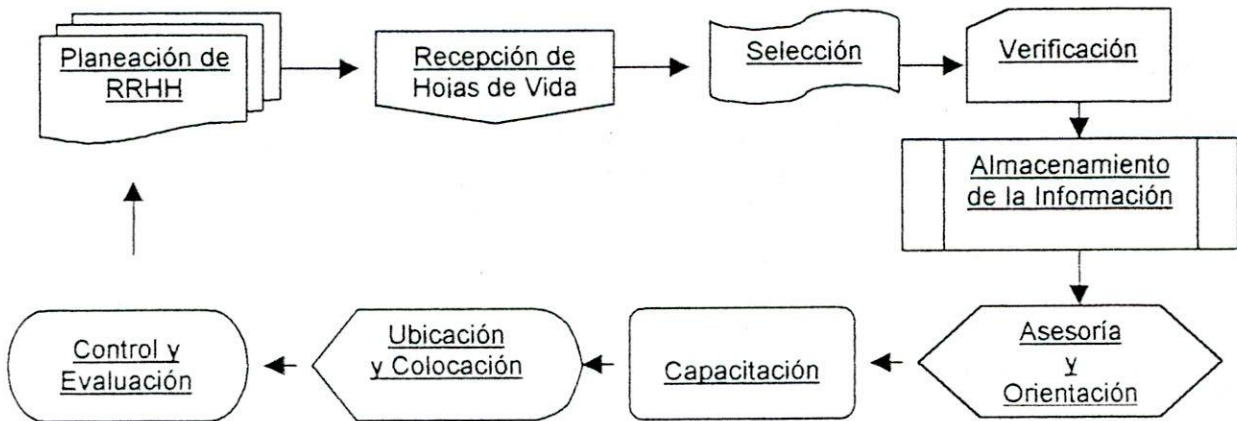 Planeación de
RRHH
Recepción de
Hojas de Vida
Selección
Verificación
Almacenamiento
de la Información
Asesoría
y
Orientación
Capacitación
Ubicación
y Colocación
Control y
Evaluación